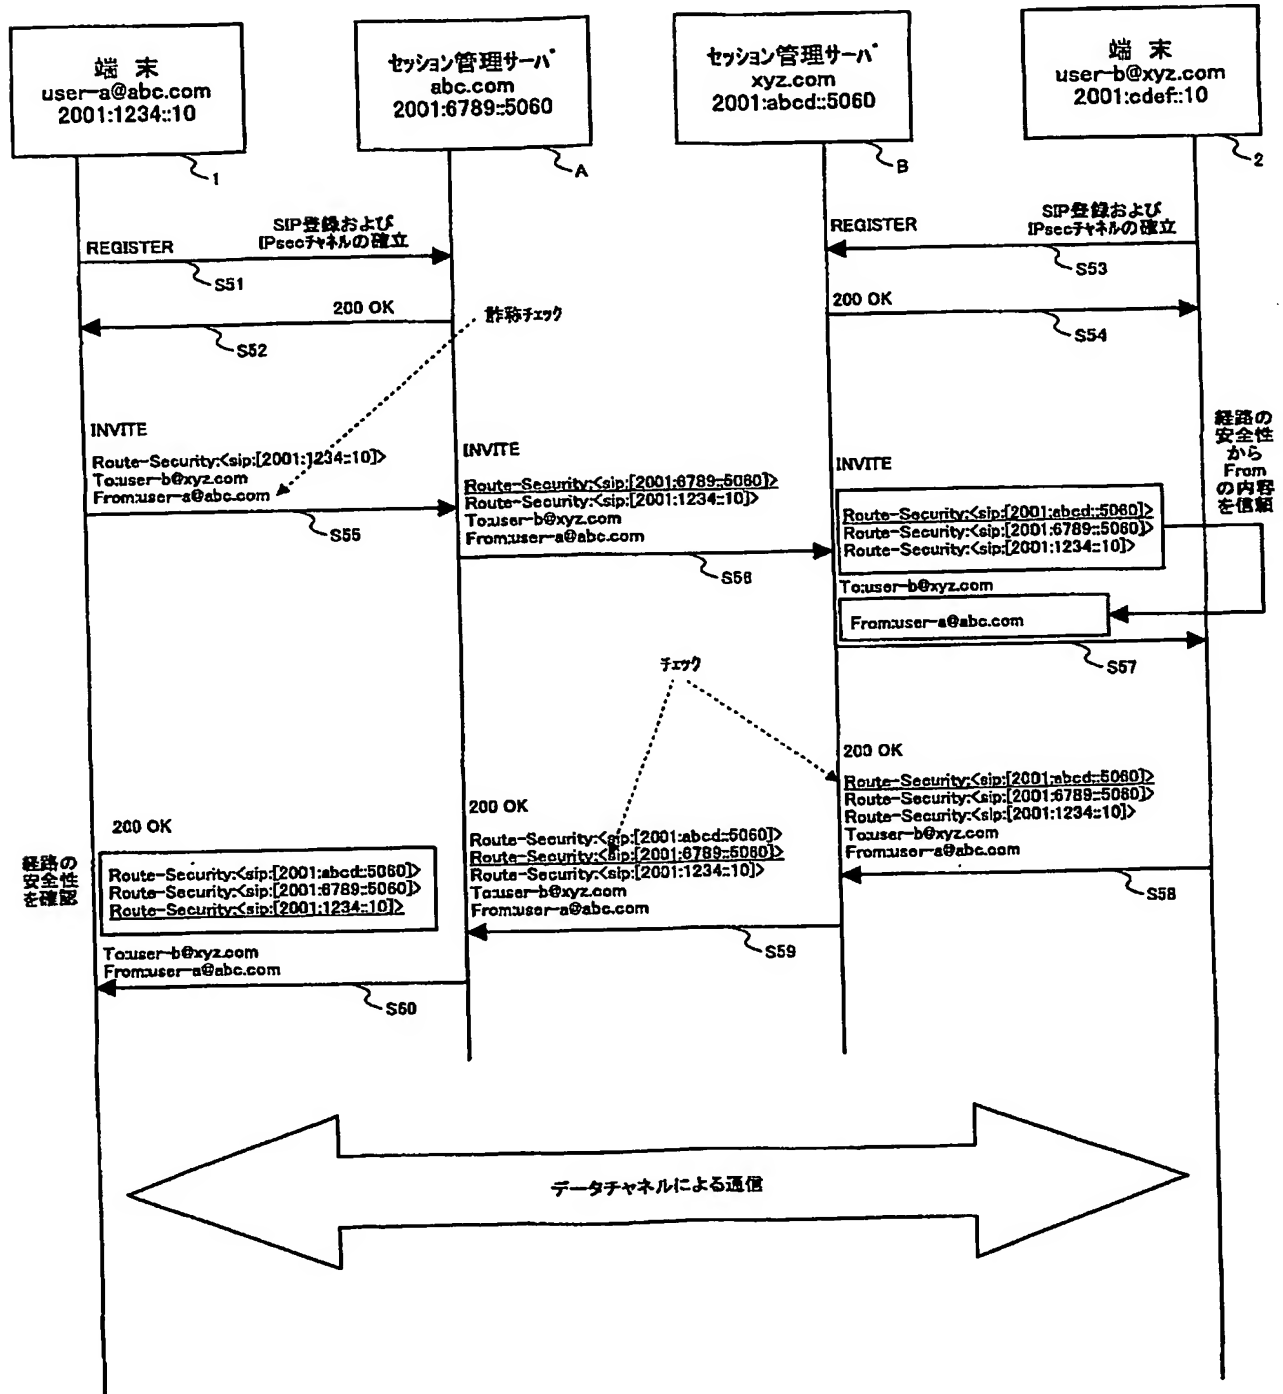 端 末
user-a@abc.com
2001:1234::10
1
セッション管理サーバ
abc.com
2001:6789::5060
A
セッション管理サーバ
xyz.com
2001:abcd::5060
B
端 末
user-b@xyz.com
2001:cdef::10
2
REGISTER
SIP登録および
IPsecチャネルの確立
S51
REGISTER
SIP登録および
IPsecチャネルの確立
S53
200 OK
S52
詐称チェック
200 OK
S54
INVITE
Route-Security:<sip:[2001:1234::10]>
To:user-b@xyz.com
From:user-a@abc.com
S55
INVITE
Route-Security:<sip:[2001:6789::5060]>
Route-Security:<sip:[2001:1234::10]>
To:user-b@xyz.com
From:user-a@abc.com
S56
INVITE
Route-Security:<sip:[2001:abcd::5060]>
Route-Security:<sip:[2001:6789::5060]>
Route-Security:<sip:[2001:1234::10]>
To:user-b@xyz.com
From:user-a@abc.com
S57
経路の
安全性
から
From
の内容
を信頼
チェック
200 OK
Route-Security:<sip:[2001:abcd::5060]>
Route-Security:<sip:[2001:6789::5060]>
Route-Security:<sip:[2001:1234::10]>
To:user-b@xyz.com
From:user-a@abc.com
S58
200 OK
Route-Security:<sip:[2001:abcd::5060]>
Route-Security:<sip:[2001:6789::5060]>
Route-Security:<sip:[2001:1234::10]>
To:user-b@xyz.com
From:user-a@abc.com
S59
200 OK
経路の
安全性
を確認
Route-Security:<sip:[2001:abcd::5060]>
Route-Security:<sip:[2001:6789::5060]>
Route-Security:<sip:[2001:1234::10]>
To:user-b@xyz.com
From:user-a@abc.com
S60
データチャネルによる通信